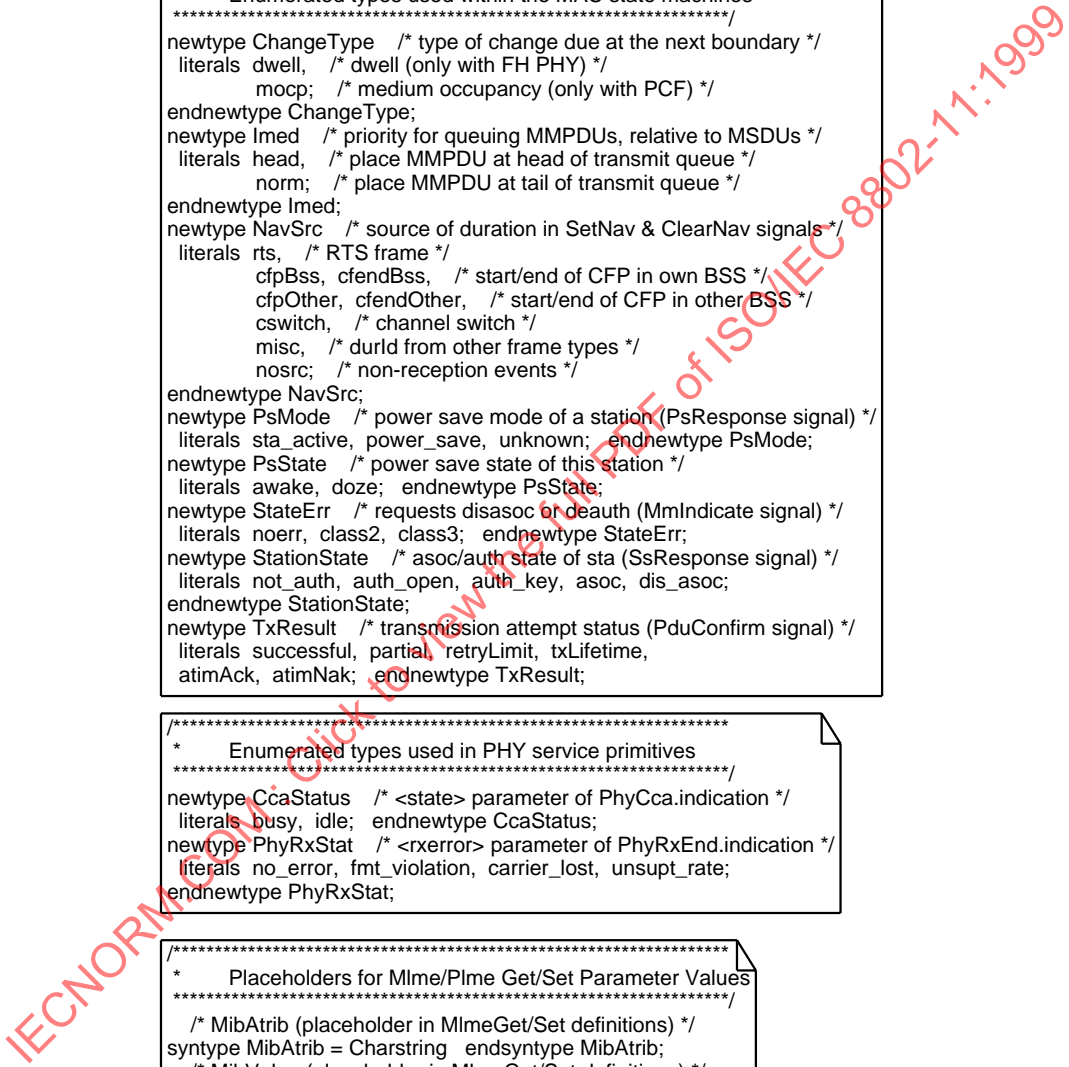 Enumerated types used within the MAC state machines
*******************************************************************/
newtype ChangeType /* type of change due at the next boundary */
literals dwell, /* dwell (only with FH PHY) */
mocp; /* medium occupancy (only with PCF) */
endnewtype ChangeType;
newtype Imed /* priority for queuing MMPDUs, relative to MSDUs */
literals head, /* place MMPDU at head of transmit queue */
norm; /* place MMPDU at tail of transmit queue */
endnewtype Imed;
newtype NavSrc /* source of duration in SetNav & ClearNav signals */
literals rts, /* RTS frame */
cfpBss, cfendBss, /* start/end of CFP in own BSS */
cfpOther, cfendOther, /* start/end of CFP in other BSS */
cswitch, /* channel switch */
misc, /* durId from other frame types */
nosrc; /* non-reception events */
endnewtype NavSrc;
newtype PsMode /* power save mode of a station (PsResponse signal) */
literals sta_active, power_save, unknown; endnewtype PsMode;
newtype PsState /* power save state of this station */
literals awake, doze; endnewtype PsState;
newtype StateErr /* requests disasoc or deauth (MmIndicate signal) */
literals noerr, class2, class3; endnewtype StateErr;
newtype StationState /* asoc/auth state of sta (SsResponse signal) */
literals not_auth, auth_open, auth_key, asoc, dis_asoc;
endnewtype StationState;
newtype TxResult /* transmission attempt status (PduConfirm signal) */
literals successful, partial, retryLimit, txLifetime,
atimAck, atimNak; endnewtype TxResult;
/*******************************************************************
* Enumerated types used in PHY service primitives
*******************************************************************/
newtype CcaStatus /* <state> parameter of PhyCca.indication */
literals busy, idle; endnewtype CcaStatus;
newtype PhyRxStat /* <rxerror> parameter of PhyRxEnd.indication */
literals no_error, fmt_violation, carrier_lost, unsupt_rate;
endnewtype PhyRxStat;
/*******************************************************************
* Placeholders for Mlme/Plme Get/Set Parameter Values
*******************************************************************/
/* MibAtrib (placeholder in MlmeGet/Set definitions) */
syntype MibAtrib = Charstring endsyntype MibAtrib;
/* MibValue (placeholder in MlmeGet/Set definitions) */
IECNORM.COM : Click to view the full PDF of ISO/IEC 8802-11:1999